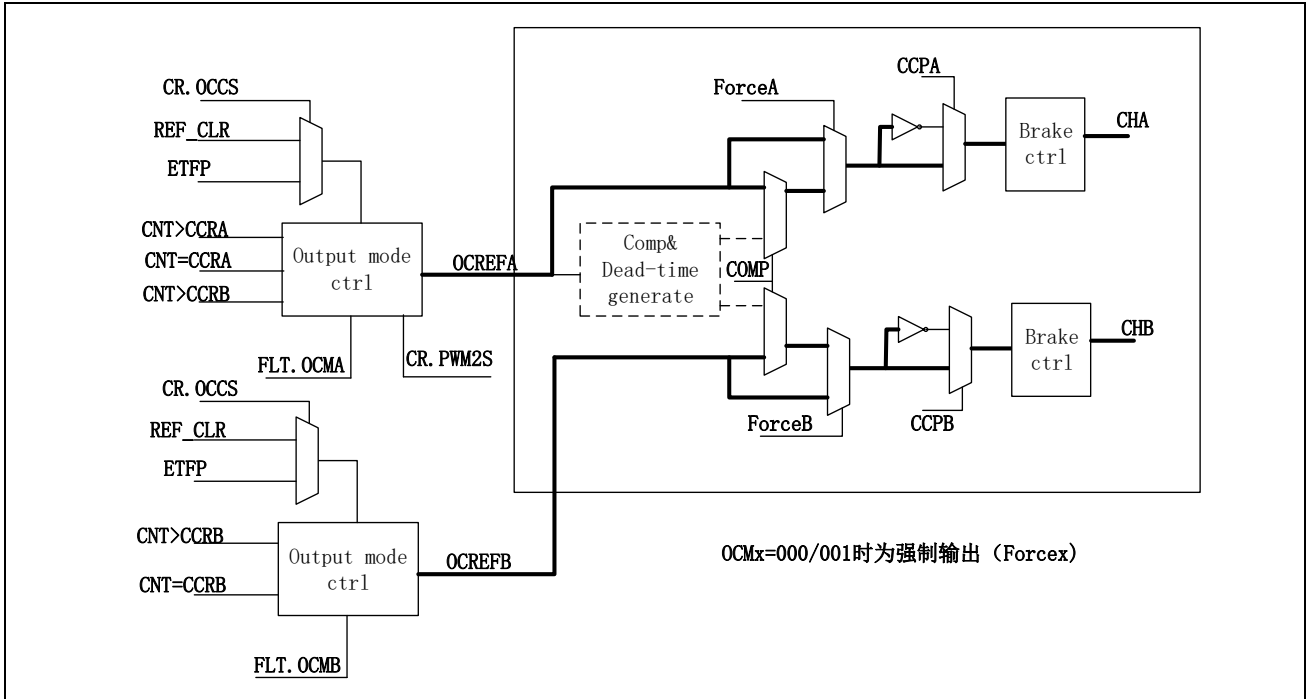 CR. OCCS
REF_CLR
ETFP
CNT>CCRA
CNT=CCRA
CNT>CCRB
Output mode
ctrl
OCREFA
FLT. OCMA
CR. PWM2S
CR. OCCS
REF_CLR
ETFP
CNT>CCRB
CNT=CCRB
Output mode
ctrl
OCREFB
FLT. OCMB
Comp&
Dead-time
generate
COMP
ForceA
CCPA
Brake
ctrl
CHA
ForceB
CCPB
Brake
ctrl
CHB
OCMx=000/001时为强制输出（Forcex)